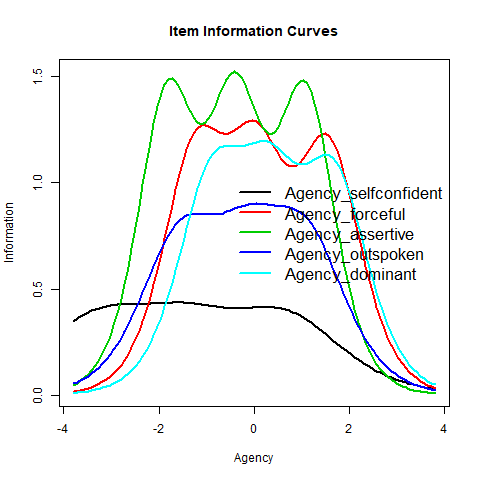 Item Information Curves
1.5
1.0
0.5
0.0
Information
Agency_selfconfident
Agency_forceful
Agency_assertive
Agency_outspoken
Agency_dominant
-4 -2 0 2 4
Agency